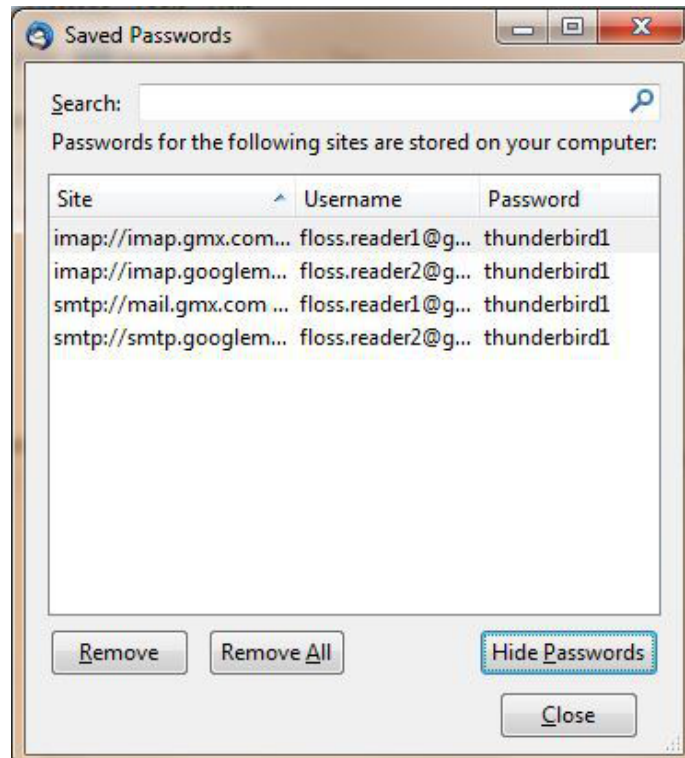 Saved Passwords
Search:
Passwords for the following sites are stored on your computer:
Site Username Password
imap://imap.gmx.com... floss.reader1@g... thunderbird1
imap://imap.googlem... floss.reader2@g... thunderbird1
smtp://mail.gmx.com ... floss.reader1@g... thunderbird1
smtp://smtp.googlem... floss.reader2@g... thunderbird1
Remove Remove All Hide Passwords
Close